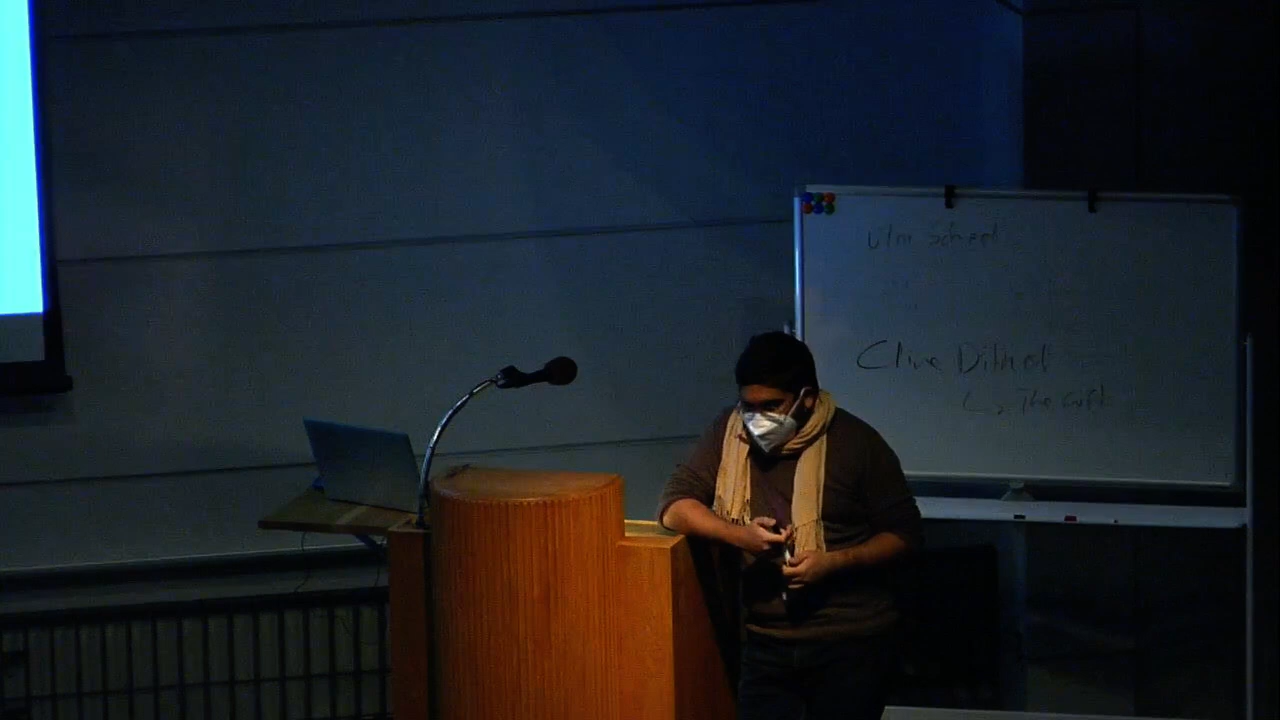 Ulm School
Clive Dilnot
↳ The Gift